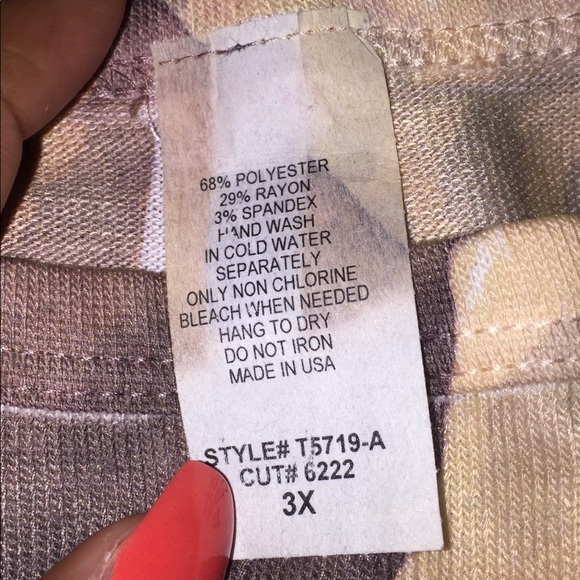 68% POLYESTER
29% RAYON
3% SPANDEX
HAND WASH
IN COLD WATER
SEPARATELY
ONLY NON CHLORINE
BLEACH WHEN NEEDED
HANG TO DRY
DO NOT IRON
MADE IN USA
STYLE# T5719-A
CUT# 6222
3X